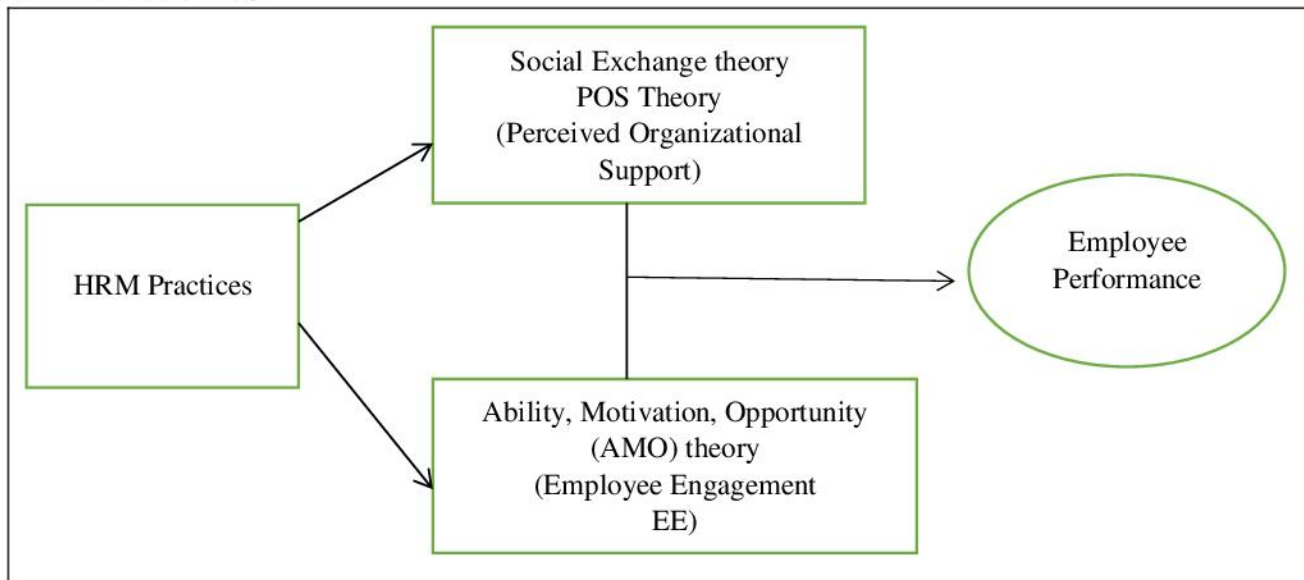 Social Exchange theory
POS Theory
(Perceived Organizational
Support)
HRM Practices
Employee
Performance
Ability, Motivation, Opportunity
(AMO) theory
(Employee Engagement
EE)